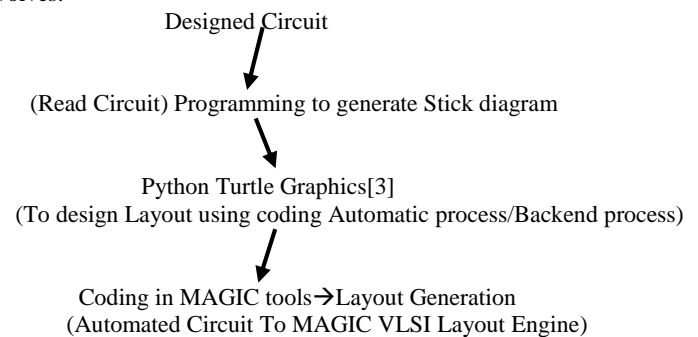 Designed Circuit
(Read Circuit) Programming to generate Stick diagram
Python Turtle Graphics[3]
(To design Layout using coding Automatic process/Backend process)
Coding in MAGIC tools→Layout Generation
(Automated Circuit To MAGIC VLSI Layout Engine)